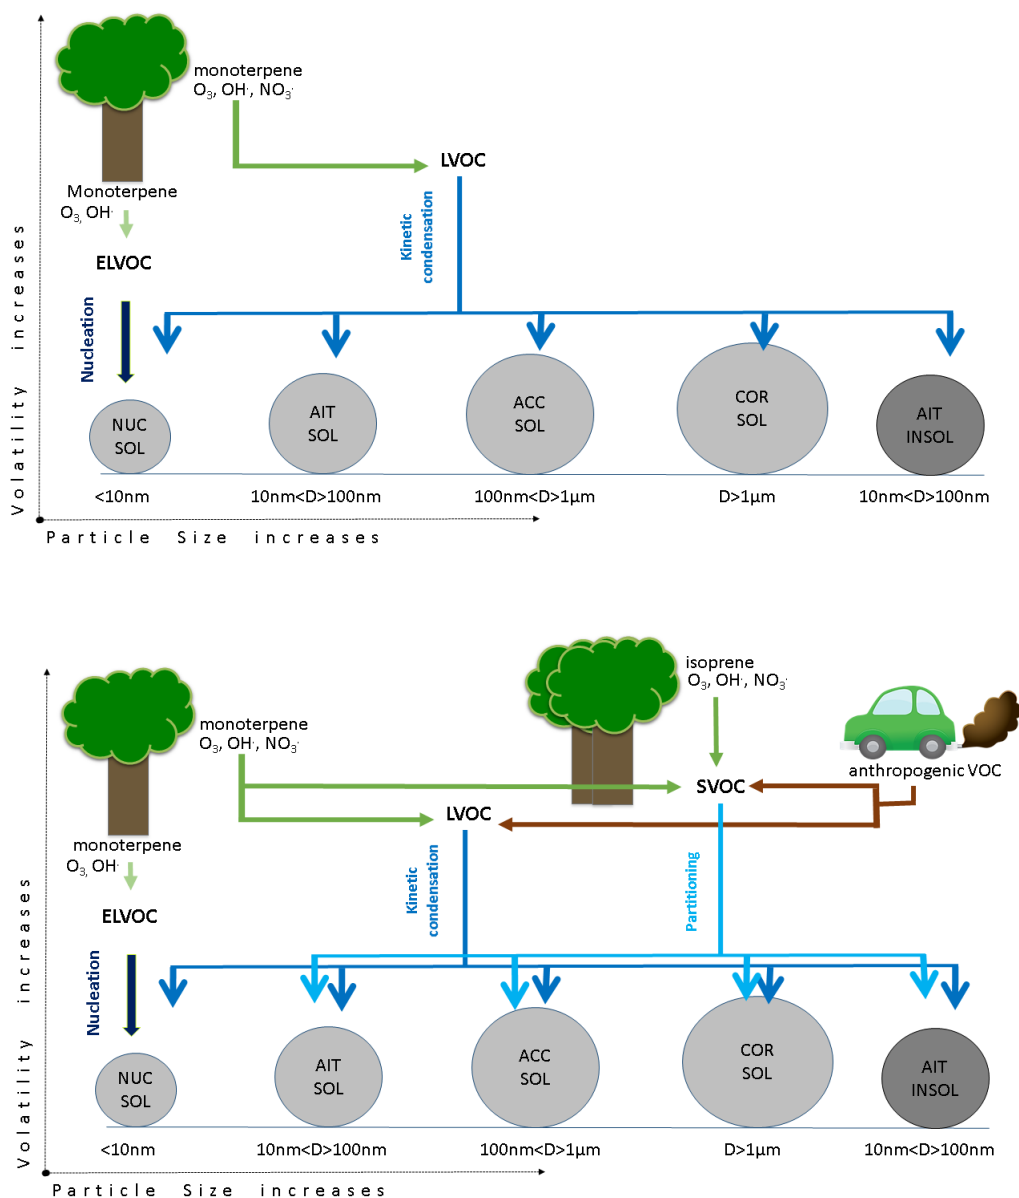 monoterpene
O₃, OH·, NO₃·
LVOC
Monoterpene
O₃, OH·
Kinetic
condensation
ELVOC
Nucleation
NUC
SOL
AIT
SOL
ACC
SOL
COR
SOL
AIT
INSOL
<10nm
10nm<D>100nm
100nm<D>1µm
D>1µm
10nm<D>100nm
Volatility increases
Particle Size increases
isoprene
O₃, OH·, NO₃·
monoterpene
O₃, OH·, NO₃·
anthropogenic VOC
SVOC
LVOC
monoterpene
O₃, OH·
Kinetic
condensation
Partitioning
ELVOC
Nucleation
NUC
SOL
AIT
SOL
ACC
SOL
COR
SOL
AIT
INSOL
<10nm
10nm<D>100nm
100nm<D>1µm
D>1µm
10nm<D>100nm
Volatility increases
Particle Size increases